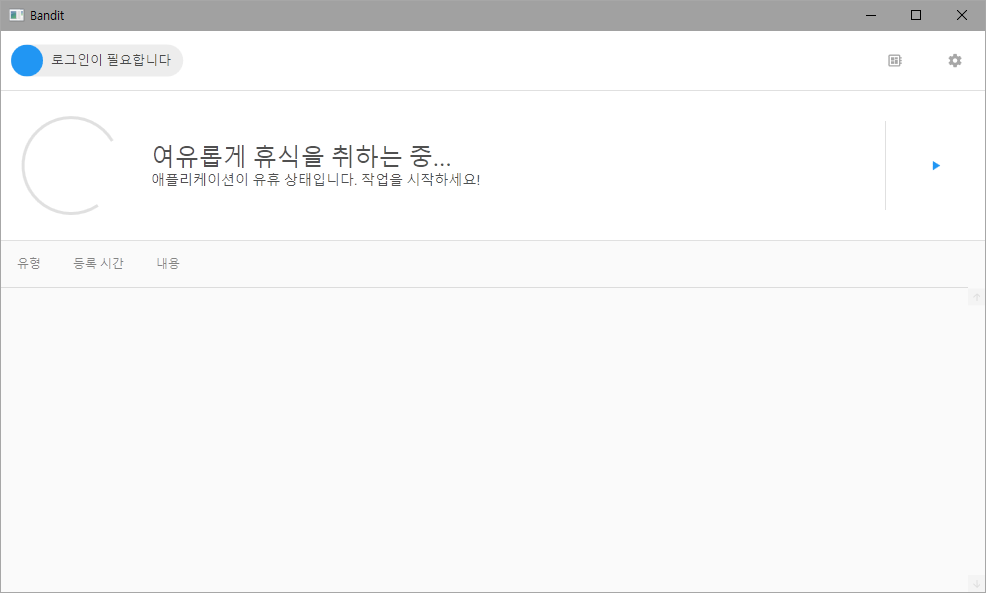 Bandit
로그인이 필요합니다
여유롭게 휴식을 취하는 중...
애플리케이션이 유휴 상태입니다. 작업을 시작하세요!
유형 등록 시간 내용